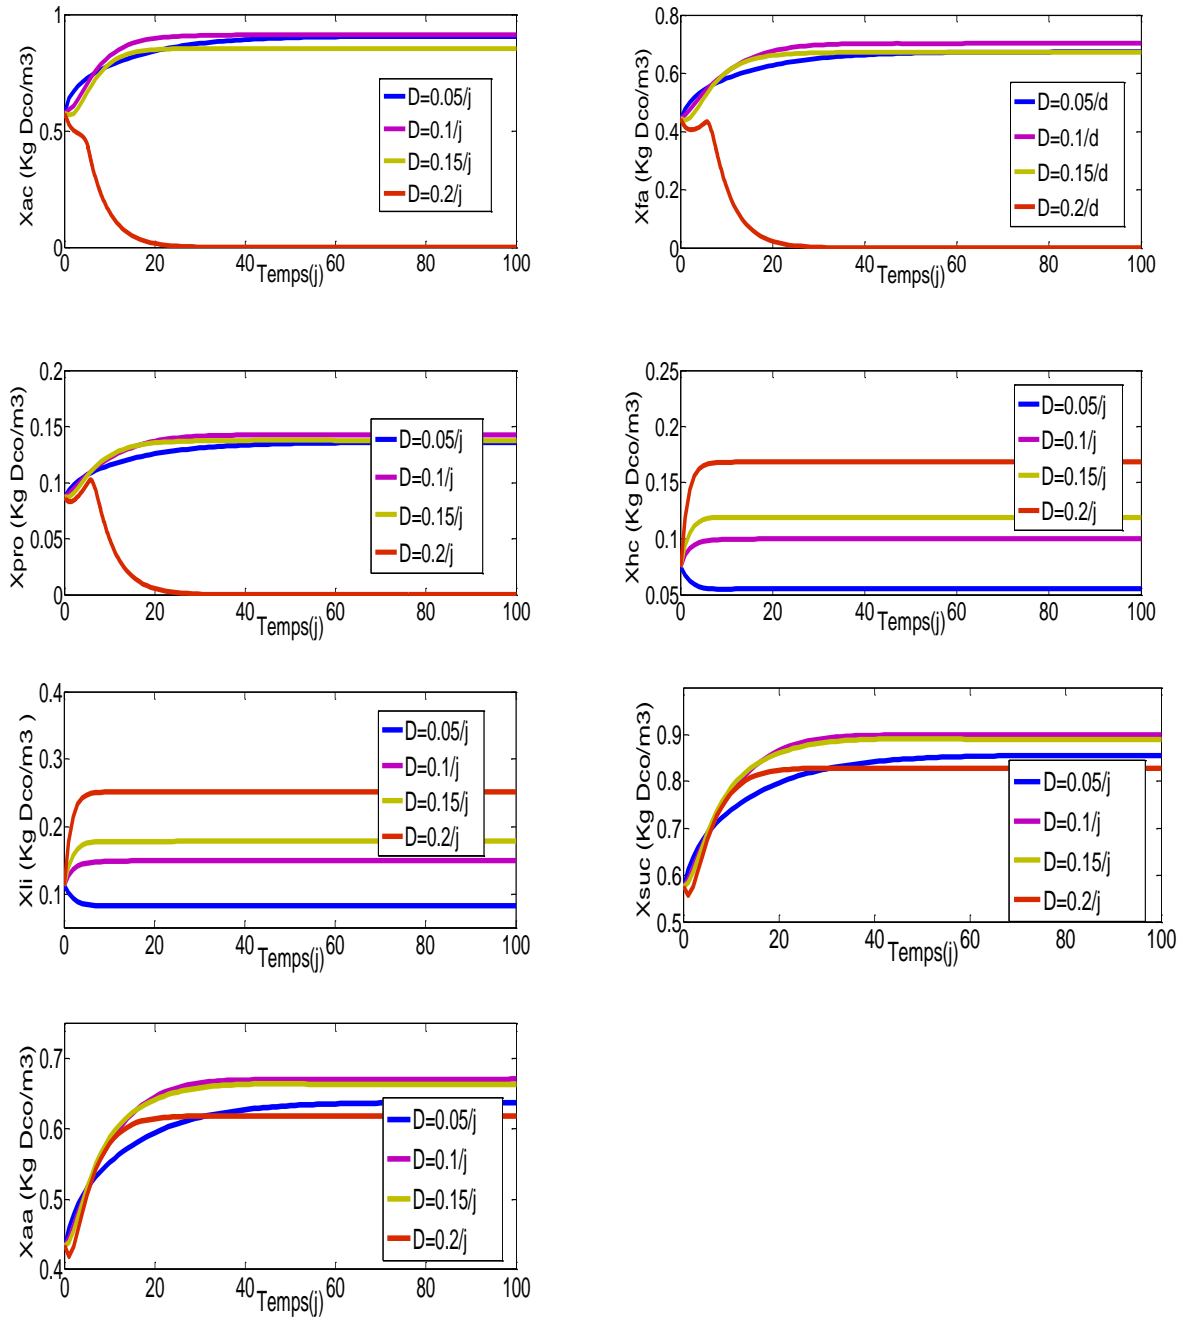 Xac (Kg Dco/m3)
1
0.5
0
D=0.05/j
D=0.1/j
D=0.15/j
D=0.2/j
0 20 40 60 80 100
Temps(j)
Xfa (Kg Dco/m3)
0.8
0.6
0.4
0.2
0
D=0.05/d
D=0.1/d
D=0.15/d
D=0.2/d
0 20 40 60 80 100
Temps(j)
Xpro (Kg Dco/m3)
0.2
0.15
0.1
0.05
0
D=0.05/j
D=0.1/j
D=0.15/j
D=0.2/j
0 20 40 60 80 100
Temps(j)
Xhc (Kg Dco/m3)
0.25
0.2
0.15
0.1
0.05
D=0.05/j
D=0.1/j
D=0.15/j
D=0.2/j
0 20 40 60 80 100
Temps(j)
Xli (Kg Dco/m3 )
0.4
0.3
0.2
0.1
D=0.05/j
D=0.1/j
D=0.15/j
D=0.2/j
0 20 40 60 80 100
Temps(j)
Xsuc (Kg Dco/m3)
0.9
0.8
0.7
0.6
0.5
D=0.05/j
D=0.1/j
D=0.15/j
D=0.2/j
0 20 40 60 80 100
Temps(j)
Xaa (Kg Dco/m3)
0.7
0.6
0.5
0.4
D=0.05/j
D=0.1/j
D=0.15/j
D=0.2/j
0 20 40 60 80 100
Temps(j)